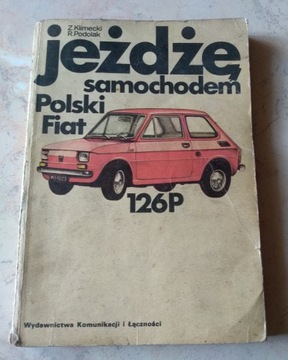 Z. Klimecki
R. Podolak
jeżdżę
samochodem
Polski
Fiat
126P
Wydawnictwa Komunikacji i Łączności